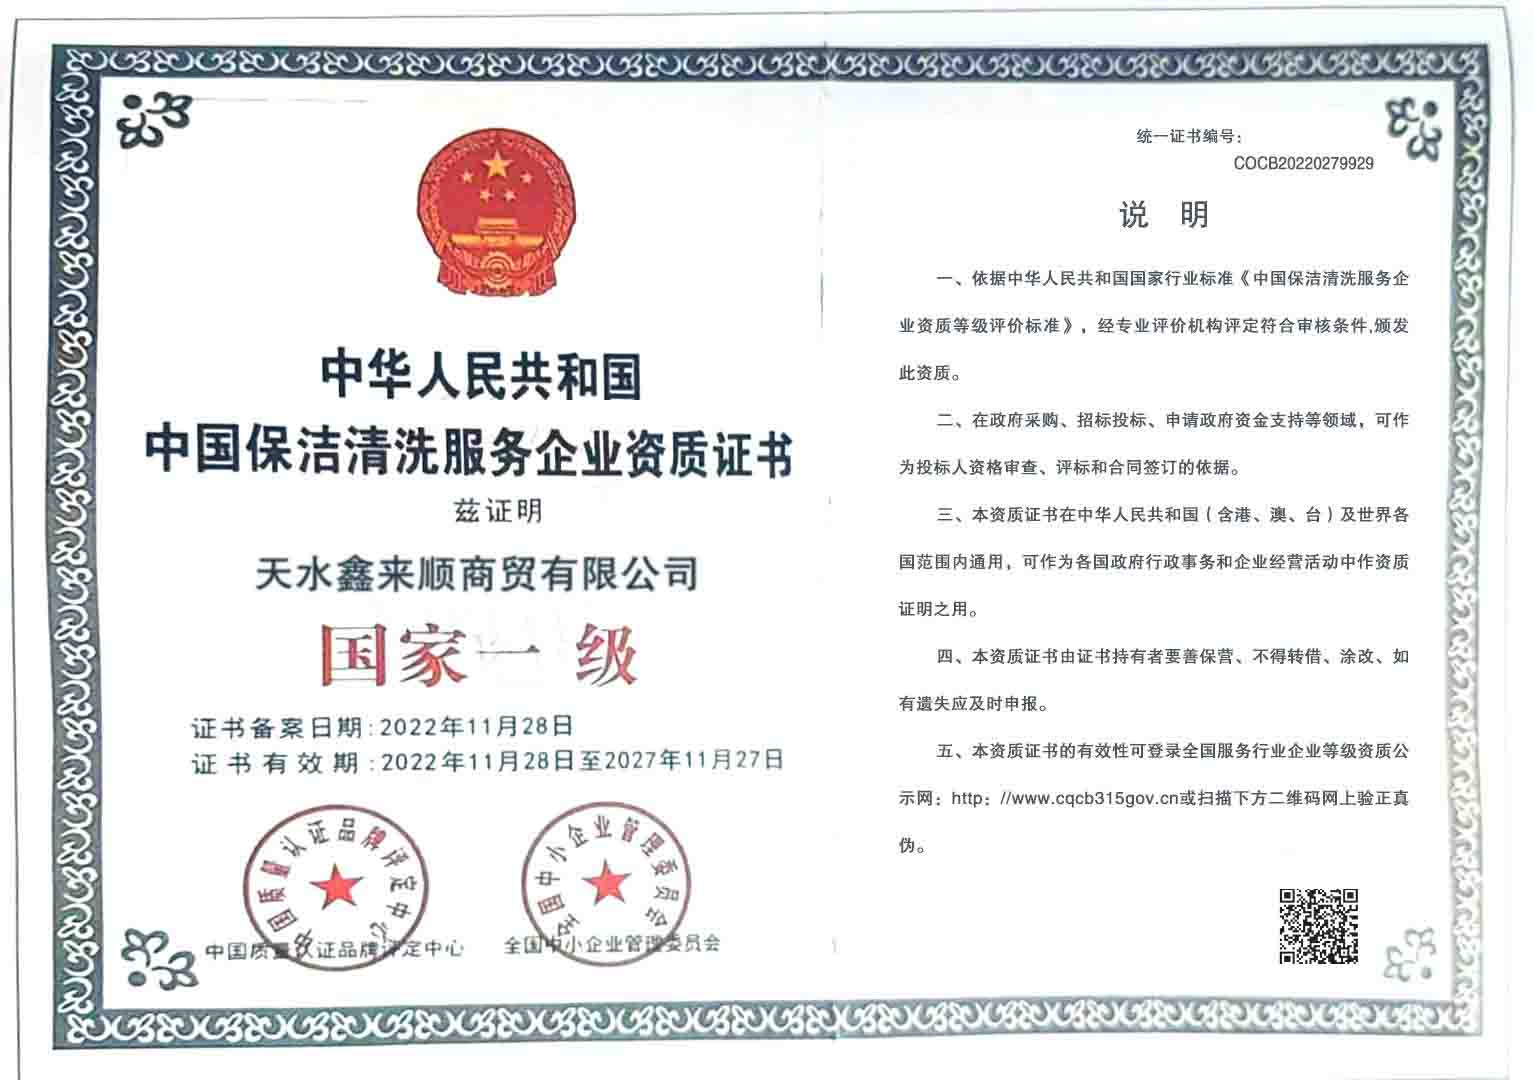 中华人民共和国
中国保洁清洗服务企业资质证书
兹证明
天水鑫来顺商贸有限公司
国家一级
证书备案日期:2022年11月28日
证书有效期:2022年11月28日至2027年11月27日
中国质量认证品牌评定中心
中国质量认证品牌评定中心
全国中小企业管理委员会
全国中小企业管理委员会
统一证书编号:
COCB20220279929
说 明
一、依据中华人民共和国国家行业标准《中国保洁清洗服务企
业资质等级评价标准》，经专业评价机构评定符合审核条件,颁发
此资质。
二、在政府采购、招标投标、申请政府资金支持等领域，可作
为投标人资格审查、评标和合同签订的依据。
三、本资质证书在中华人民共和国（含港、澳、台）及世界各
国范围内通用，可作为各国政府行政事务和企业经营活动中作资质
证明之用。
四、本资质证书由证书持有者要善保营、不得转借、涂改、如
有遗失应及时申报。
五、本资质证书的有效性可登录全国服务行业企业等级资质公
示网：http：//www.cqcb315gov.cn或扫描下方二维码网上验正真
伪。